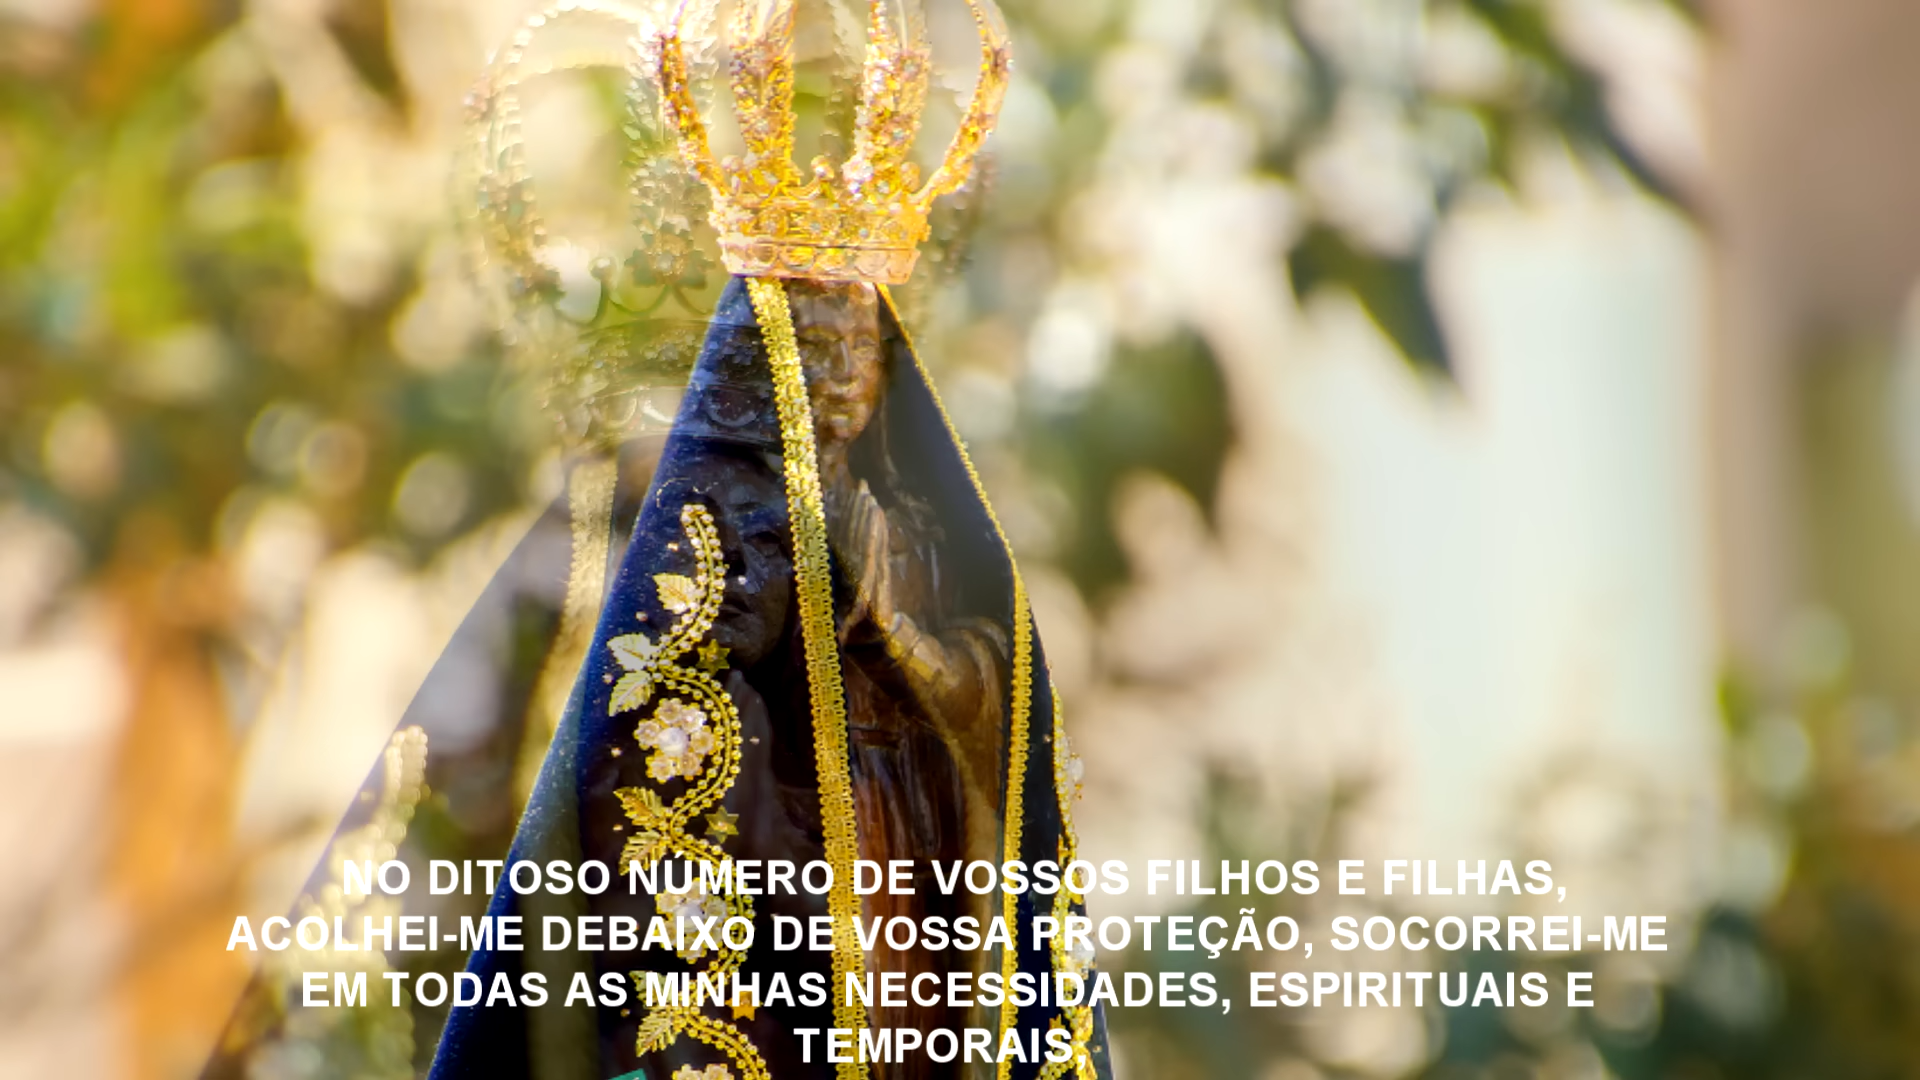 NO DITOSO NÚMERO DE VOSSOS FILHOS E FILHAS,
ACOLHEI-ME DEBAIXO DE VOSSA PROTEÇÃO, SOCORREI-ME
EM TODAS AS MINHAS NECESSIDADES, ESPIRITUAIS E
TEMPORAIS,